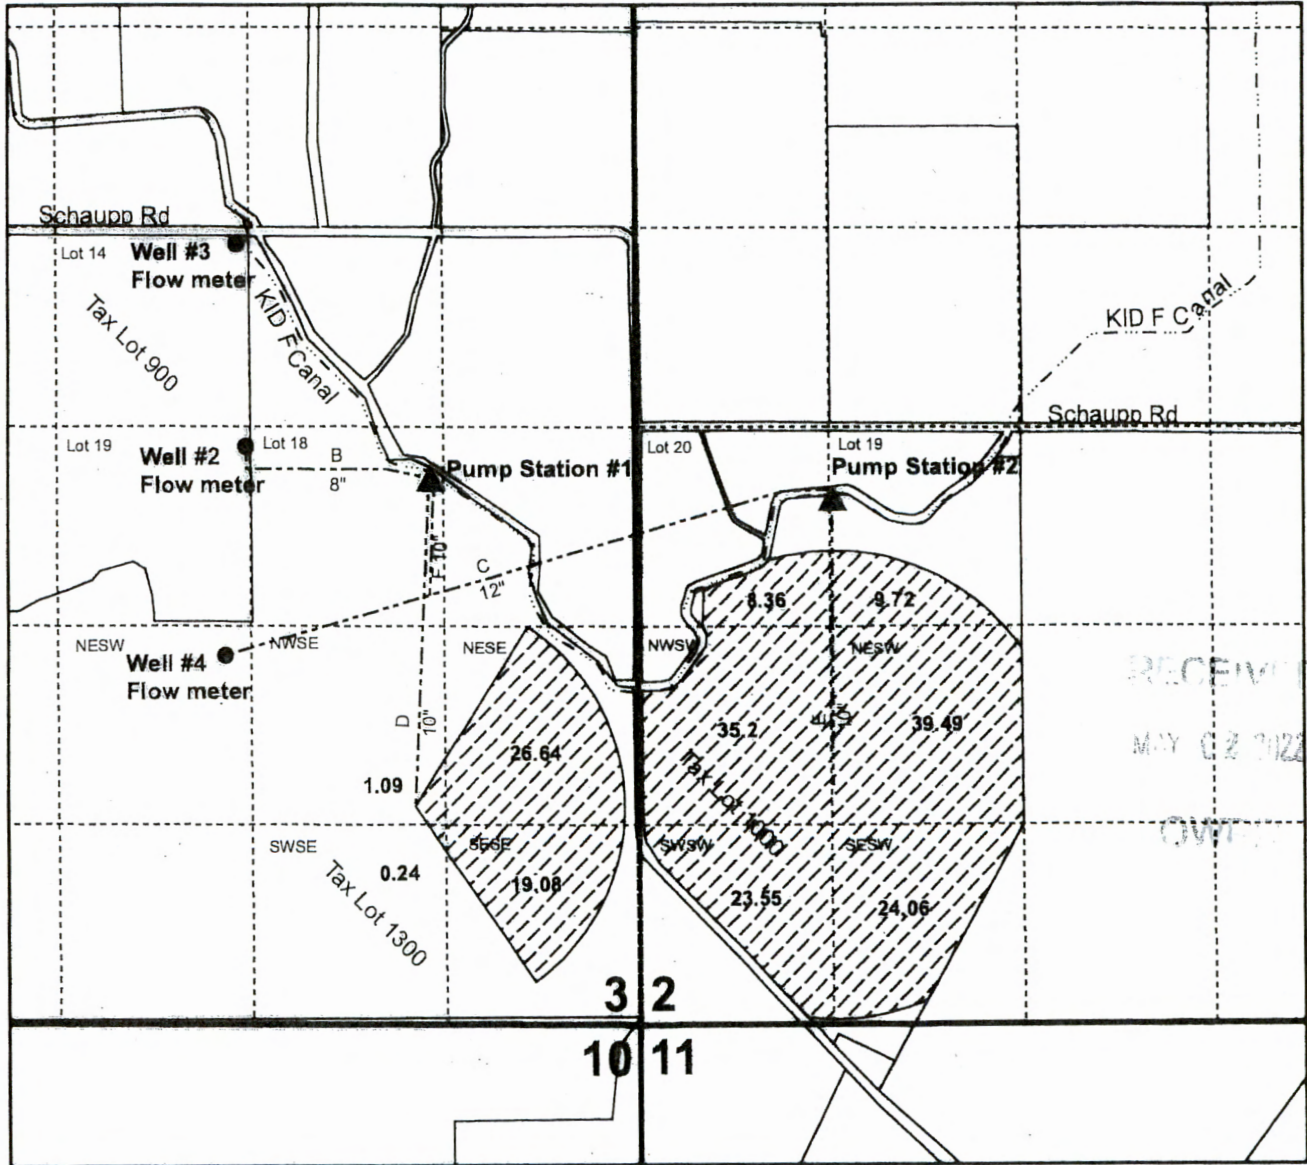 Schaupp Rd
Lot 14
Well #3
Flow meter
Tax Lot 900
KID F Canal
KID F Canal
Schaupp Rd
Lot 19
Lot 18
Lot 20
Lot 19
Well #2
Flow meter
B
8"
Pump Station #1
Pump Station #2
F 10"
C
12"
8.36
9.72
NESW
NWSE
NESE
NWSW
NESW
Well #4
Flow meter
D
10"
35.2
E
39.49
26.64
1.09
Tax Lot 1000
MAY 2022
SWSE
SESE
SWSW
SESW
0.24
19.08
Tax Lot 1300
23.55
24.06
3 2
10 11